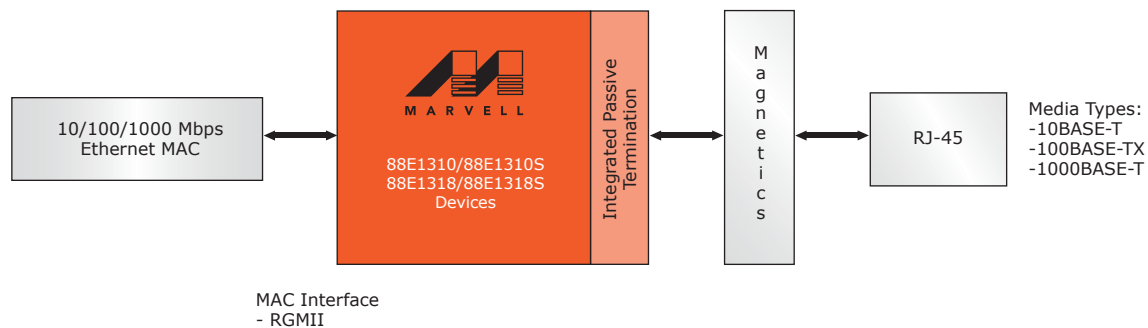 10/100/1000 Mbps
Ethernet MAC
MARVELL
88E1310/88E1310S
88E1318/88E1318S
Devices
Integrated Passive
Termination
Magnetics
RJ-45
Media Types:
-10BASE-T
-100BASE-TX
-1000BASE-T
MAC Interface
- RGMII